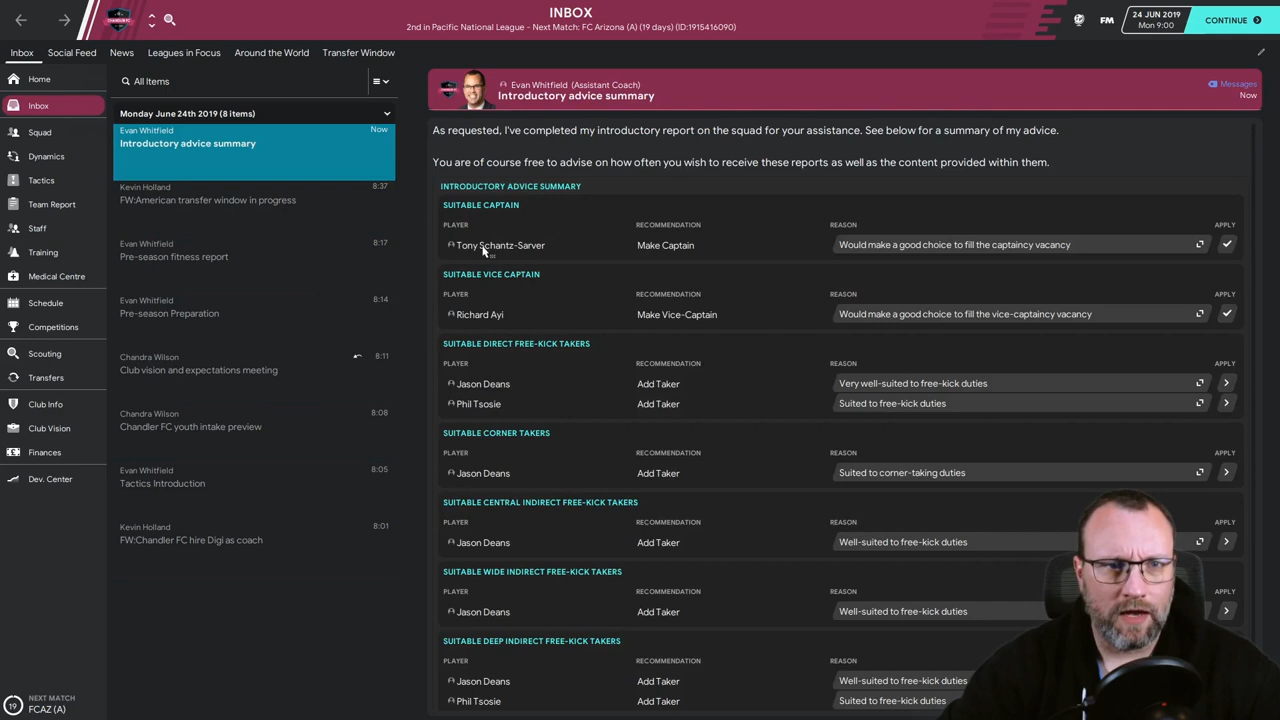 INBOX
2nd in Pacific National League - Next Match: FC Arizona (A) (19 days) (ID:1915416090)
CHANDLER FC
FM
24 JUN 2019
Mon 9:00
CONTINUE
Inbox
Social Feed
News
Leagues in Focus
Around the World
Transfer Window
Home
Inbox
Squad
Dynamics
Tactics
Team Report
Staff
Training
Medical Centre
Schedule
Competitions
Scouting
Transfers
Club Info
Club Vision
Finances
Dev. Center
19
NEXT MATCH
FCAZ (A)
All Items
Monday June 24th 2019 (8 items)
Evan Whitfield Now
Introductory advice summary
Kevin Holland 8:37
FW:American transfer window in progress
Evan Whitfield 8:17
Pre-season fitness report
Evan Whitfield 8:14
Pre-season Preparation
Chandra Wilson 8:11
Club vision and expectations meeting
Chandra Wilson 8:08
Chandler FC youth intake preview
Evan Whitfield 8:05
Tactics Introduction
Kevin Holland 8:01
FW:Chandler FC hire Digi as coach
Evan Whitfield (Assistant Coach)
Introductory advice summary
Messages
Now
As requested, I've completed my introductory report on the squad for your assistance. See below for a summary of my advice.
You are of course free to advise on how often you wish to receive these reports as well as the content provided within them.
INTRODUCTORY ADVICE SUMMARY
SUITABLE CAPTAIN
PLAYER RECOMMENDATION REASON APPLY
Tony Schantz-Sarver Make Captain Would make a good choice to fill the captaincy vacancy
SUITABLE VICE CAPTAIN
PLAYER RECOMMENDATION REASON APPLY
Richard Ayi Make Vice-Captain Would make a good choice to fill the vice-captaincy vacancy
SUITABLE DIRECT FREE-KICK TAKERS
PLAYER RECOMMENDATION REASON APPLY
Jason Deans Add Taker Very well-suited to free-kick duties
Phil Tsosie Add Taker Suited to free-kick duties
SUITABLE CORNER TAKERS
PLAYER RECOMMENDATION REASON APPLY
Jason Deans Add Taker Suited to corner-taking duties
SUITABLE CENTRAL INDIRECT FREE-KICK TAKERS
PLAYER RECOMMENDATION REASON APPLY
Jason Deans Add Taker Well-suited to free-kick duties
SUITABLE WIDE INDIRECT FREE-KICK TAKERS
PLAYER RECOMMENDATION REASON APPLY
Jason Deans Add Taker Well-suited to free-kick duties
SUITABLE DEEP INDIRECT FREE-KICK TAKERS
PLAYER RECOMMENDATION REASON APPLY
Jason Deans Add Taker Well-suited to free-kick duties
Phil Tsosie Add Taker Suited to free-kick duties